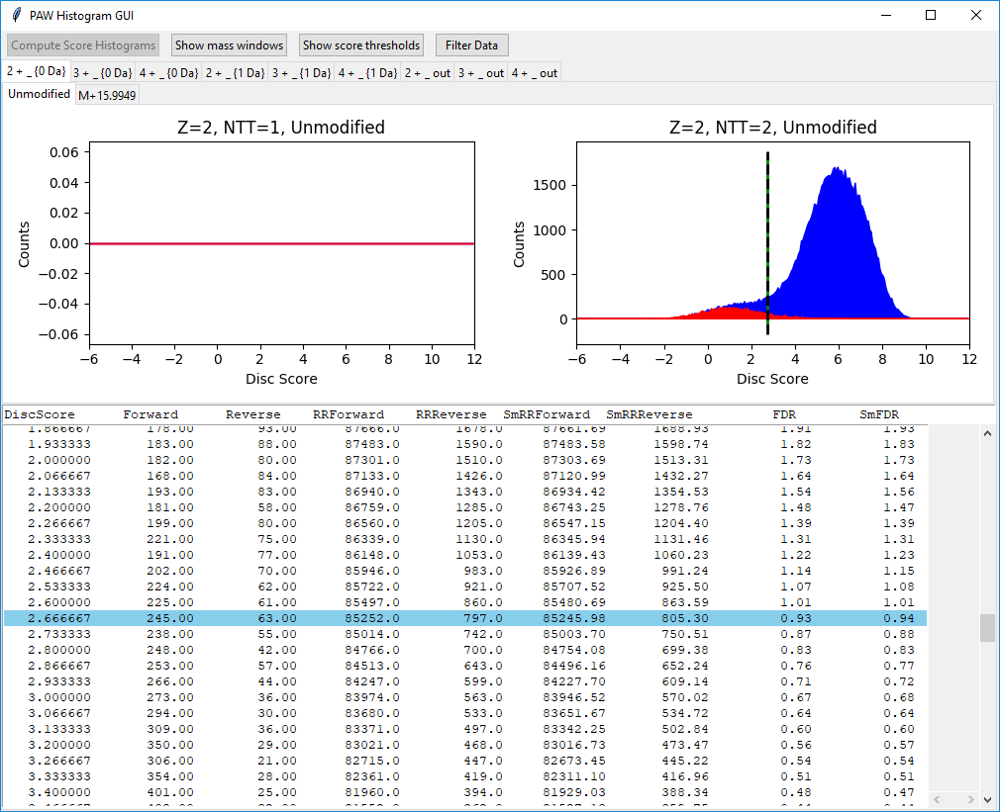 PAW Histogram GUI
Compute Score Histograms Show mass windows Show score thresholds Filter Data
2 + _ {0 Da} 3 + _ {0 Da} 4 + _ {0 Da} 2 + _ {1 Da} 3 + _ {1 Da} 4 + _ {1 Da} 2 + _ out 3 + _ out 4 + _ out
Unmodified M+15.9949
Z=2, NTT=1, Unmodified
0.06
0.04
0.02
0.00
−0.02
−0.04
−0.06
Counts
−6 −4 −2 0 2 4 6 8 10 12
Disc Score
Z=2, NTT=2, Unmodified
1500
1000
500
0
Counts
−6 −4 −2 0 2 4 6 8 10 12
Disc Score
DiscScore Forward Reverse RRForward RRReverse SmRRForward SmRRReverse FDR SmFDR
1.866667 178.00 93.00 87666.0 1678.0 87661.69 1688.93 1.91 1.93
1.933333 183.00 88.00 87483.0 1590.0 87483.58 1598.74 1.82 1.83
2.000000 182.00 80.00 87301.0 1510.0 87303.69 1513.31 1.73 1.73
2.066667 168.00 84.00 87133.0 1426.0 87120.99 1432.27 1.64 1.64
2.133333 193.00 83.00 86940.0 1343.0 86934.42 1354.53 1.54 1.56
2.200000 181.00 58.00 86759.0 1285.0 86743.25 1278.76 1.48 1.47
2.266667 199.00 80.00 86560.0 1205.0 86547.15 1204.40 1.39 1.39
2.333333 221.00 75.00 86339.0 1130.0 86345.94 1131.46 1.31 1.31
2.400000 191.00 77.00 86148.0 1053.0 86139.43 1060.23 1.22 1.23
2.466667 202.00 70.00 85946.0 983.0 85926.89 991.24 1.14 1.15
2.533333 224.00 62.00 85722.0 921.0 85707.52 925.50 1.07 1.08
2.600000 225.00 61.00 85497.0 860.0 85480.69 863.59 1.01 1.01
2.666667 245.00 63.00 85252.0 797.0 85245.98 805.30 0.93 0.94
2.733333 238.00 55.00 85014.0 742.0 85003.70 750.51 0.87 0.88
2.800000 248.00 42.00 84766.0 700.0 84754.08 699.38 0.83 0.83
2.866667 253.00 57.00 84513.0 643.0 84496.16 652.24 0.76 0.77
2.933333 266.00 44.00 84247.0 599.0 84227.70 609.14 0.71 0.72
3.000000 273.00 36.00 83974.0 563.0 83946.52 570.02 0.67 0.68
3.066667 294.00 30.00 83680.0 533.0 83651.67 534.72 0.64 0.64
3.133333 309.00 36.00 83371.0 497.0 83342.25 502.84 0.60 0.60
3.200000 350.00 29.00 83021.0 468.0 83016.73 473.47 0.56 0.57
3.266667 306.00 21.00 82715.0 447.0 82673.45 445.22 0.54 0.54
3.333333 354.00 28.00 82361.0 419.0 82311.10 416.96 0.51 0.51
3.400000 401.00 25.00 81960.0 394.0 81929.03 388.34 0.48 0.47